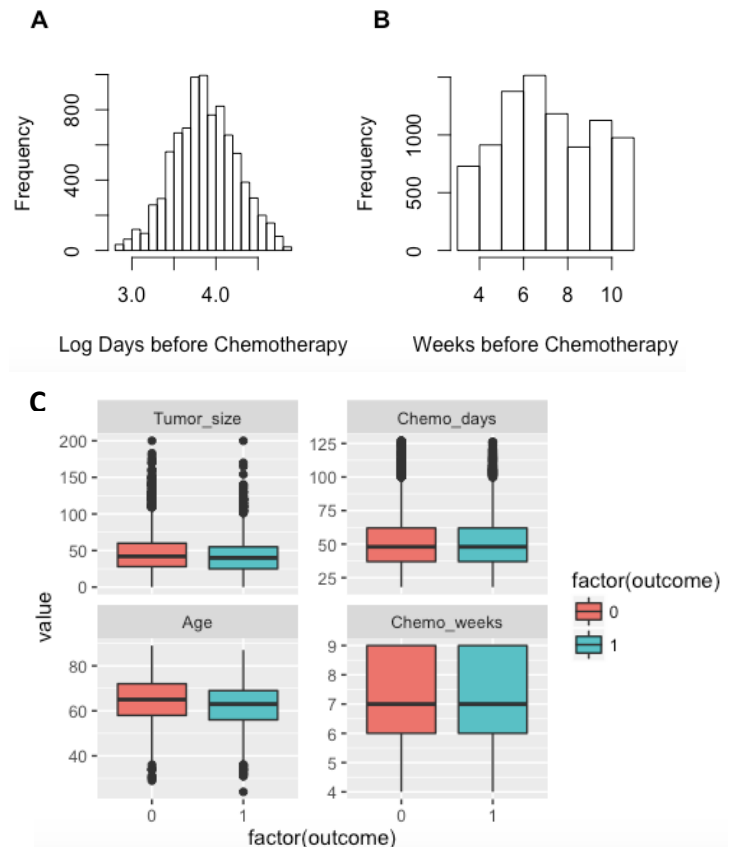 A
Frequency
0
400
800
3.0
4.0
Log Days before Chemotherapy
B
Frequency
0
500
1000
4
6
8
10
Weeks before Chemotherapy
C
value
Tumor_size
200
150
100
50
0
Chemo_days
125
100
75
50
25
Age
80
60
40
0
1
Chemo_weeks
9
8
7
6
5
4
0
1
factor(outcome)
factor(outcome)
0
1